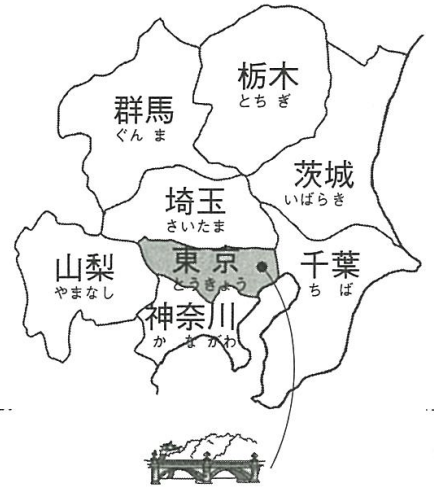 栃木
とちぎ
群馬
ぐんま
茨城
いばらき
埼玉
さいたま
東京
とうきょう
千葉
ちば
山梨
やまなし
神奈川
かながわ